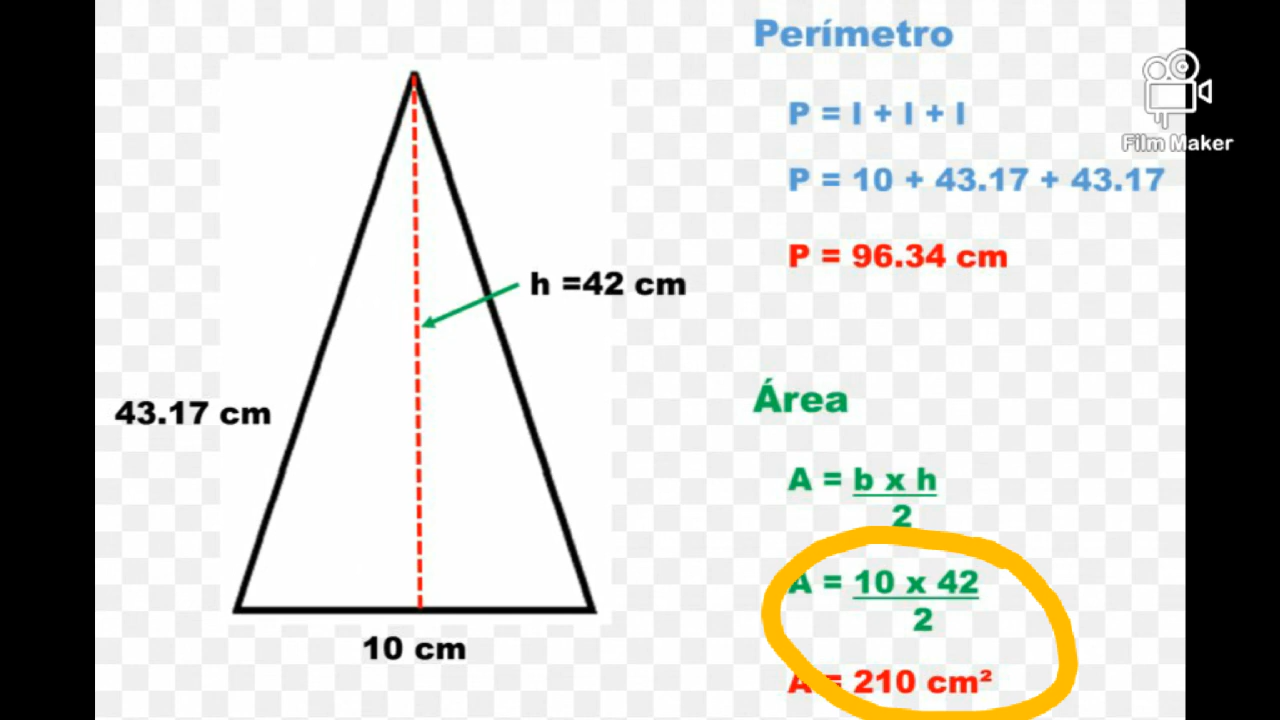 Perímetro
P = l + l + l
Film Maker
P = 10 + 43.17 + 43.17
P = 96.34 cm
h =42 cm
Área
43.17 cm
A = b x h
2
A = 10 x 42
2
10 cm
A = 210 cm²